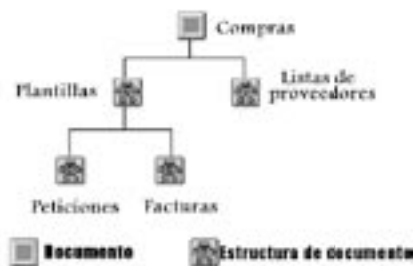 Compras
Plantillas
Listas de
proveedores
Peticiones
Facturas
Documento
Estructura de documento